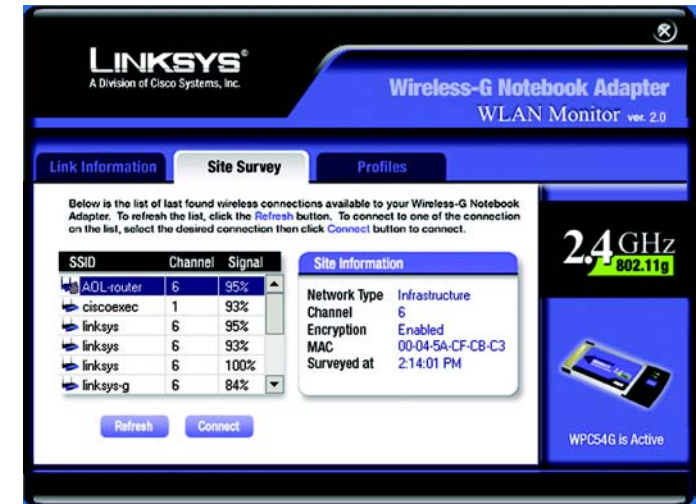 LINKSYS®
A Division of Cisco Systems, Inc.
Wireless-G Notebook Adapter
WLAN Monitor ver. 2.0
Link Information
Site Survey
Profiles
Below is the list of last found wireless connections available to your Wireless-G Notebook
Adapter. To refresh the list, click the Refresh button. To connect to one of the connection
on the list, select the desired connection then click Connect button to connect.
SSID Channel Signal
AOL-router 6 95%
ciscoexec 1 93%
linksys 6 95%
linksys 6 93%
linksys 6 100%
linksys-g 6 84%
Refresh Connect
Site Information
Network Type Infrastructure
Channel 6
Encryption Enabled
MAC 00-04-5A-CF-CB-C3
Surveyed at 2:14:01 PM
2.4 GHz
802.11g
WPC54G is Active